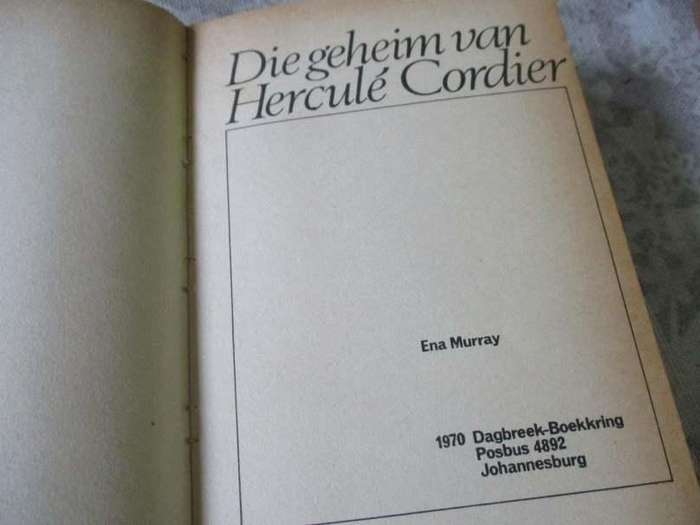 Die geheim van
Herculé Cordier
Ena Murray
1970 Dagbreek-Boekkring
Posbus 4892
Johannesburg